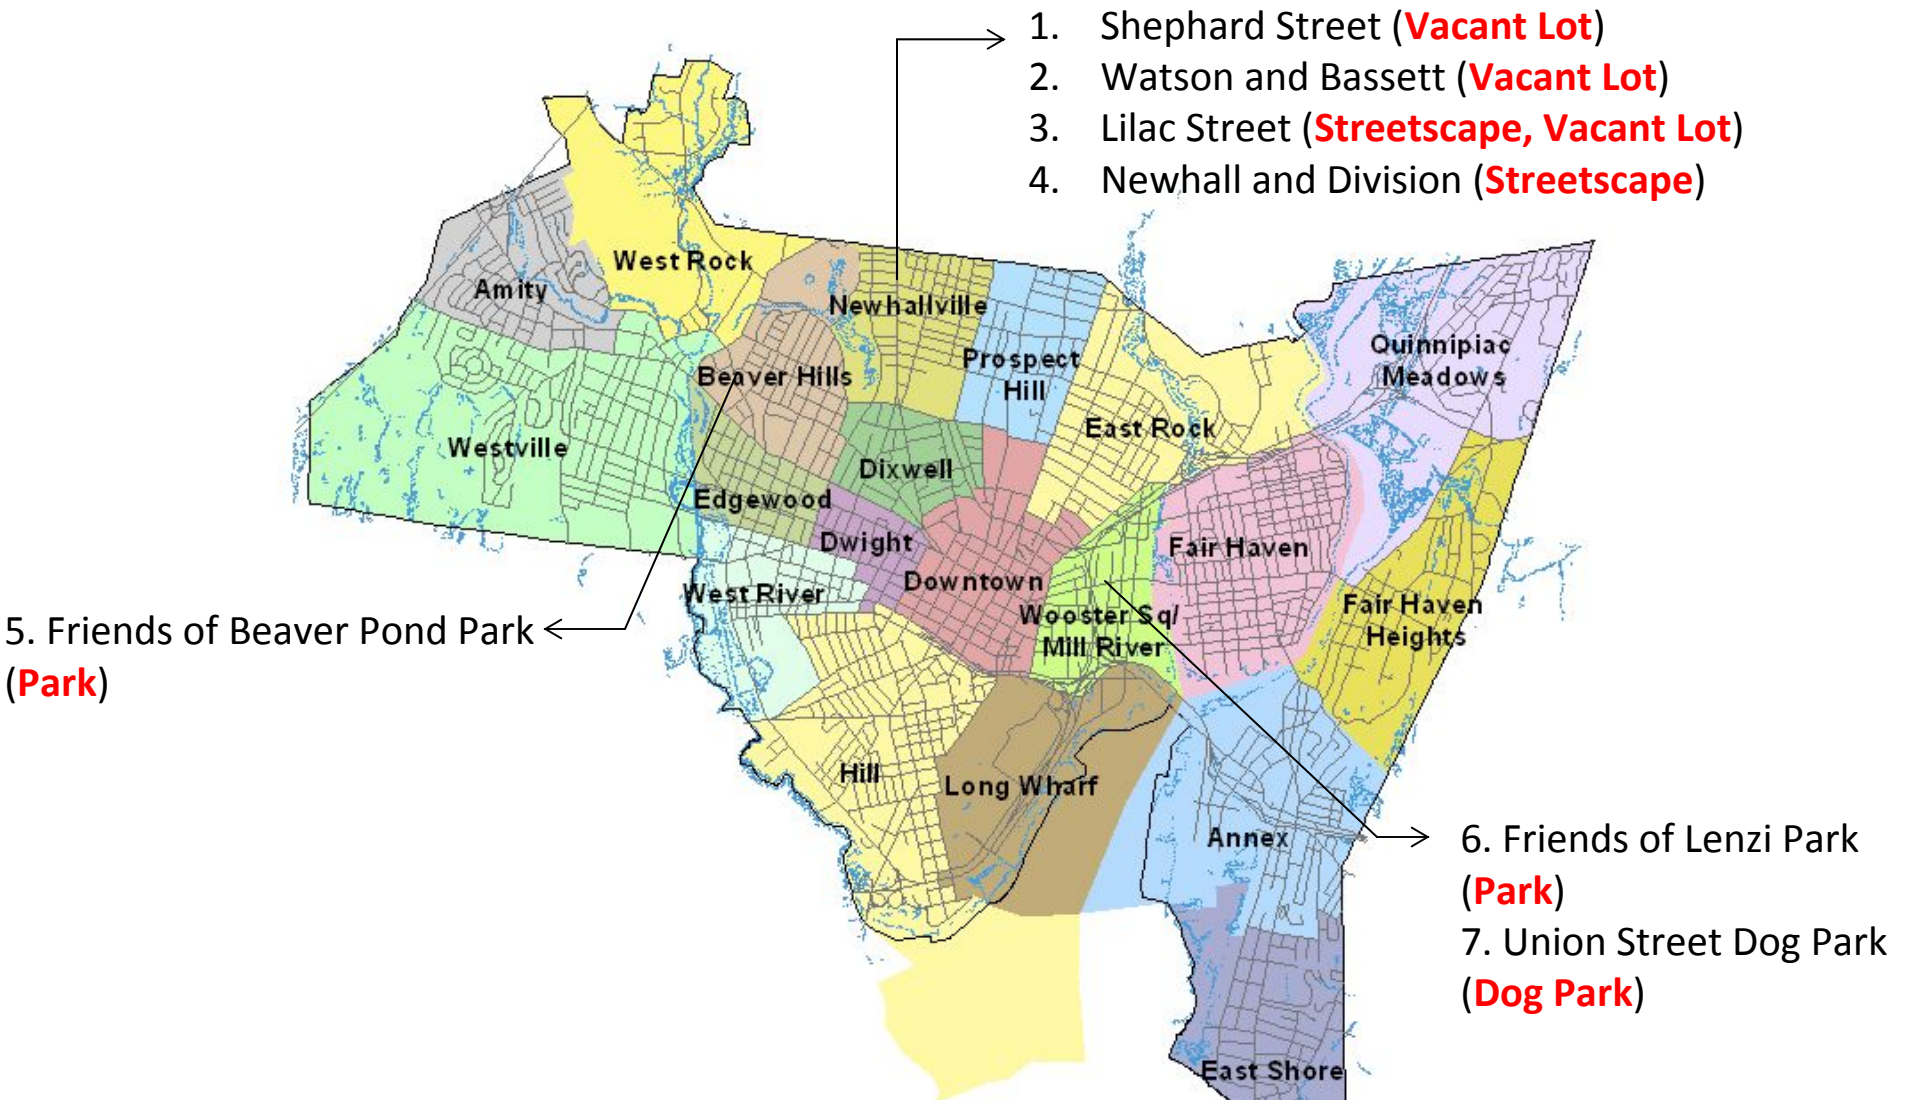 1. Shephard Street (Vacant Lot)
2. Watson and Bassett (Vacant Lot)
3. Lilac Street (Streetscape, Vacant Lot)
4. Newhall and Division (Streetscape)
West Rock
Amity
Newhallville
Prospect
Hill
Quinnipiac
Meadows
Beaver Hills
East Rock
Westville
Dixwell
Edgewood
Dwight
Fair Haven
Downtown
West River
Wooster Sq/
Mill River
Fair Haven
Heights
5. Friends of Beaver Pond Park
(Park)
Hill
Long Wharf
Annex
6. Friends of Lenzi Park
(Park)
7. Union Street Dog Park
(Dog Park)
East Shore